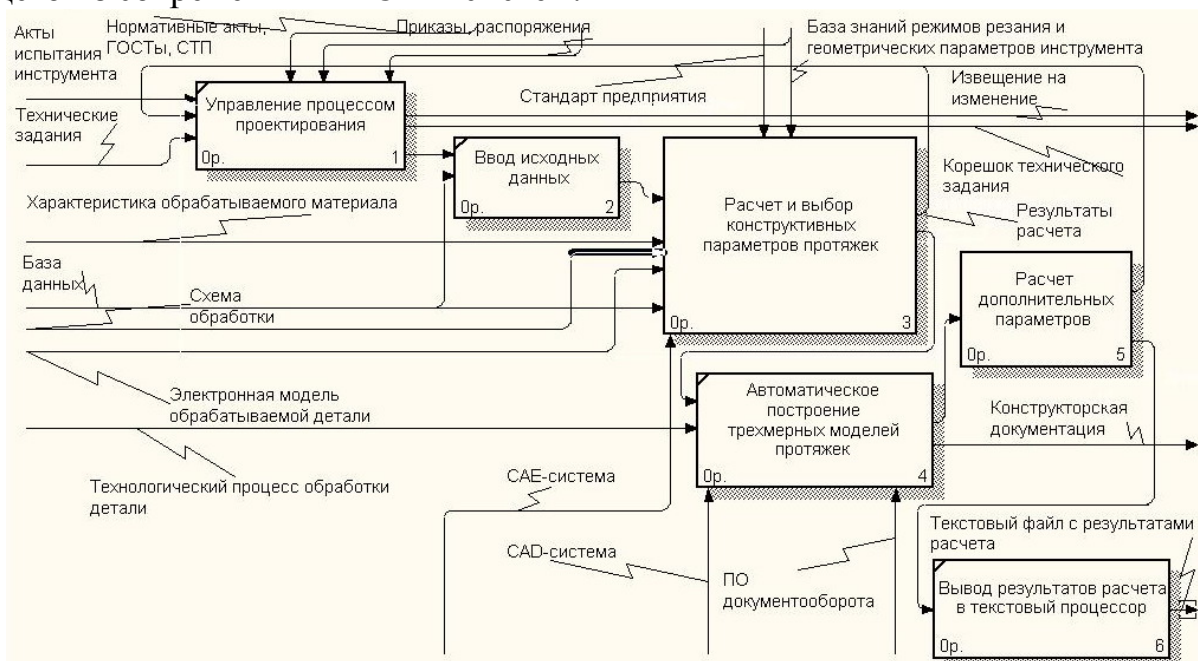 Акты
испытания
инструмента
Нормативные акты,
ГОСТы, СТП
Приказы, распоряжения
База знаний режимов резания и
геометрических параметров инструмента
Стандарт предприятия
Извещение на
изменение
Технические
задания
Управление процессом
проектирования
0р. 1
Ввод исходных
данных
0р. 2
Корешок технического
задания
Характеристика обрабатываемого материала
Расчет и выбор
конструктивных
параметров протяжек
0р. 3
Результаты
расчета
База
данных
Схема
обработки
Расчет
дополнительных
параметров
0р. 5
Электронная модель
обрабатываемой детали
Автоматическое
построение
трехмерных моделей
протяжек
0р. 4
Конструкторская
документация
Технологический процесс обработки
детали
CAE-система
CAD-система
ПО
документооборота
Текстовый файл с результатами
расчета
Вывод результатов расчета
в текстовый процессор
0р. 6